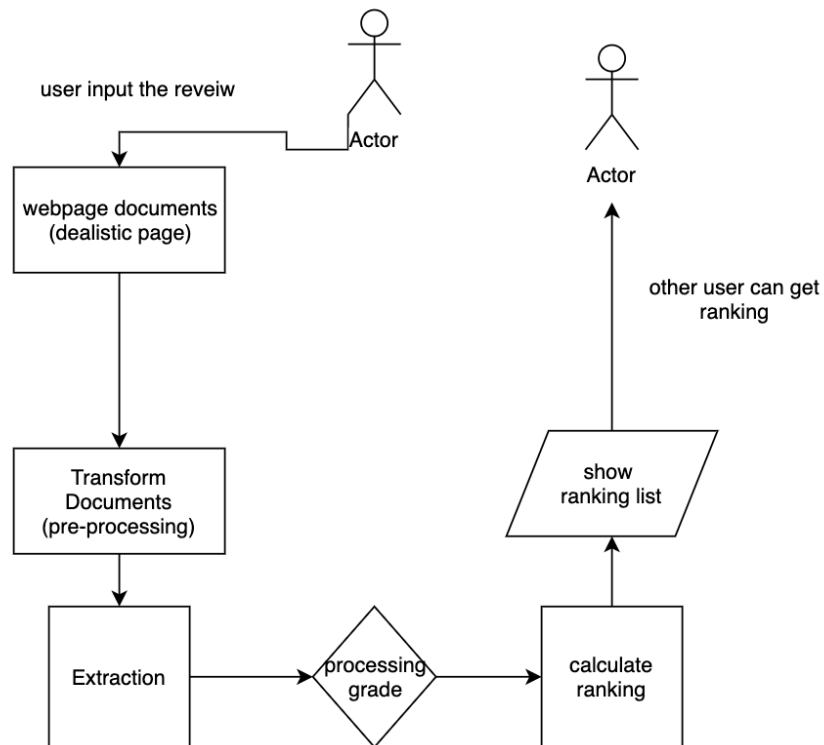 user input the reveiw
Actor
webpage documents
(dealistic page)
Transform
Documents
(pre-processing)
Extraction
processing
grade
calculate
ranking
show
ranking list
other user can get
ranking
Actor